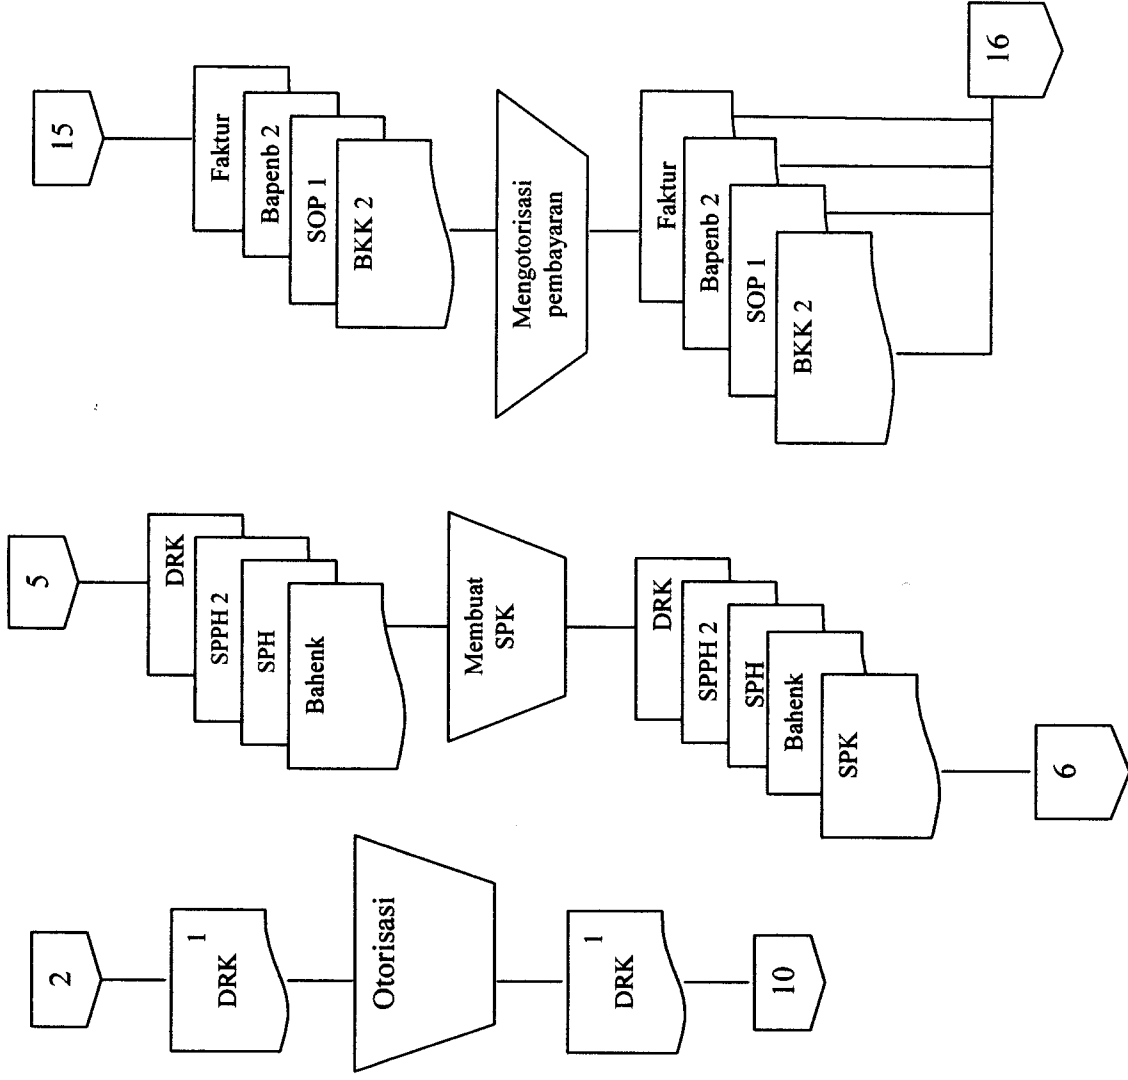 2
1
DRK
Otorisasi
1
DRK
10
5
DRK
SPPH 2
SPH
Bahenk
Membuat
SPK
DRK
SPPH 2
SPH
Bahenk
SPK
6
15
Faktur
Bapenb 2
SOP 1
BKK 2
Mengotorisasi
pembayaran
Faktur
Bapenb 2
SOP 1
BKK 2
16